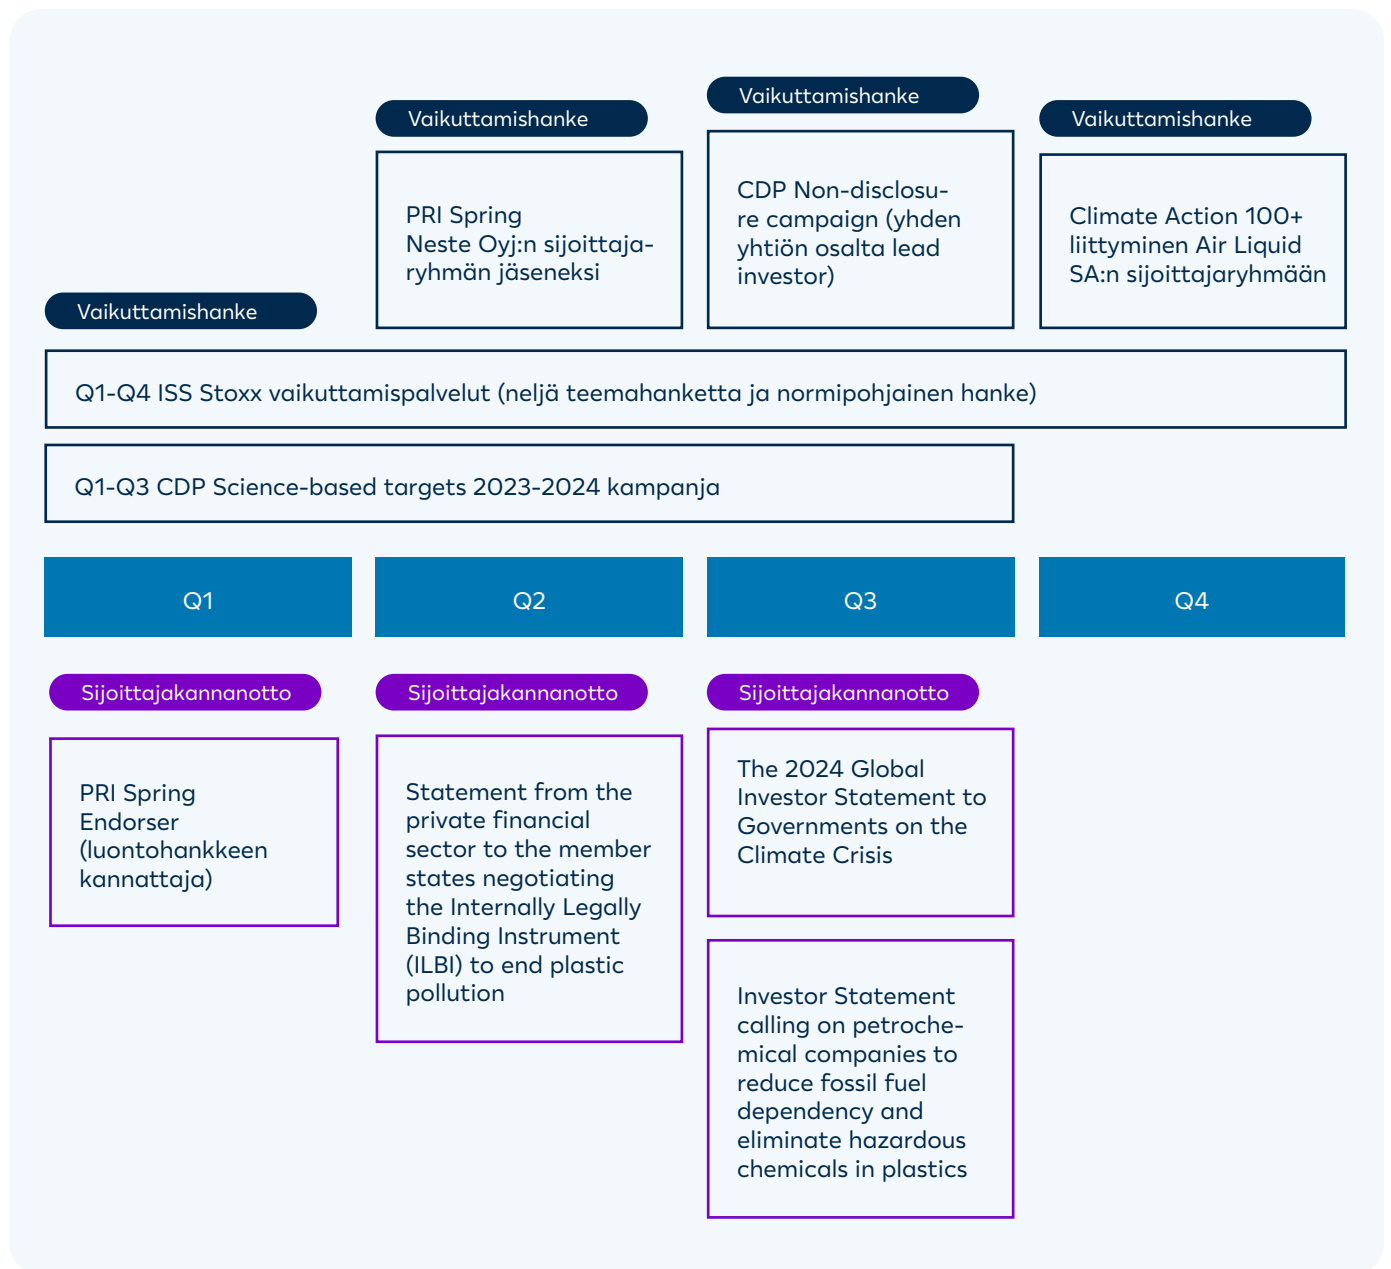 Vaikuttamishanke
PRI Spring
Neste Oyj:n sijoittaja-
ryhmän jäseneksi
Vaikuttamishanke
CDP Non-disclosu-
re campaign (yhden
yhtiön osalta lead
investor)
Vaikuttamishanke
Climate Action 100+
liittyminen Air Liquid
SA:n sijoittajaryhmään
Vaikuttamishanke
Q1-Q4 ISS Stoxx vaikuttamispalvelut (neljä teemahanketta ja normipohjainen hanke)
Q1-Q3 CDP Science-based targets 2023-2024 kampanja
Q1
Q2
Q3
Q4
Sijoittajakannanotto
PRI Spring
Endorser
(luontohankkeen
kannattaja)
Sijoittajakannanotto
Statement from the
private financial
sector to the member
states negotiating
the Internally Legally
Binding Instrument
(ILBI) to end plastic
pollution
Sijoittajakannanotto
The 2024 Global
Investor Statement to
Governments on the
Climate Crisis
Investor Statement
calling on petroche-
mical companies to
reduce fossil fuel
dependency and
eliminate hazardous
chemicals in plastics